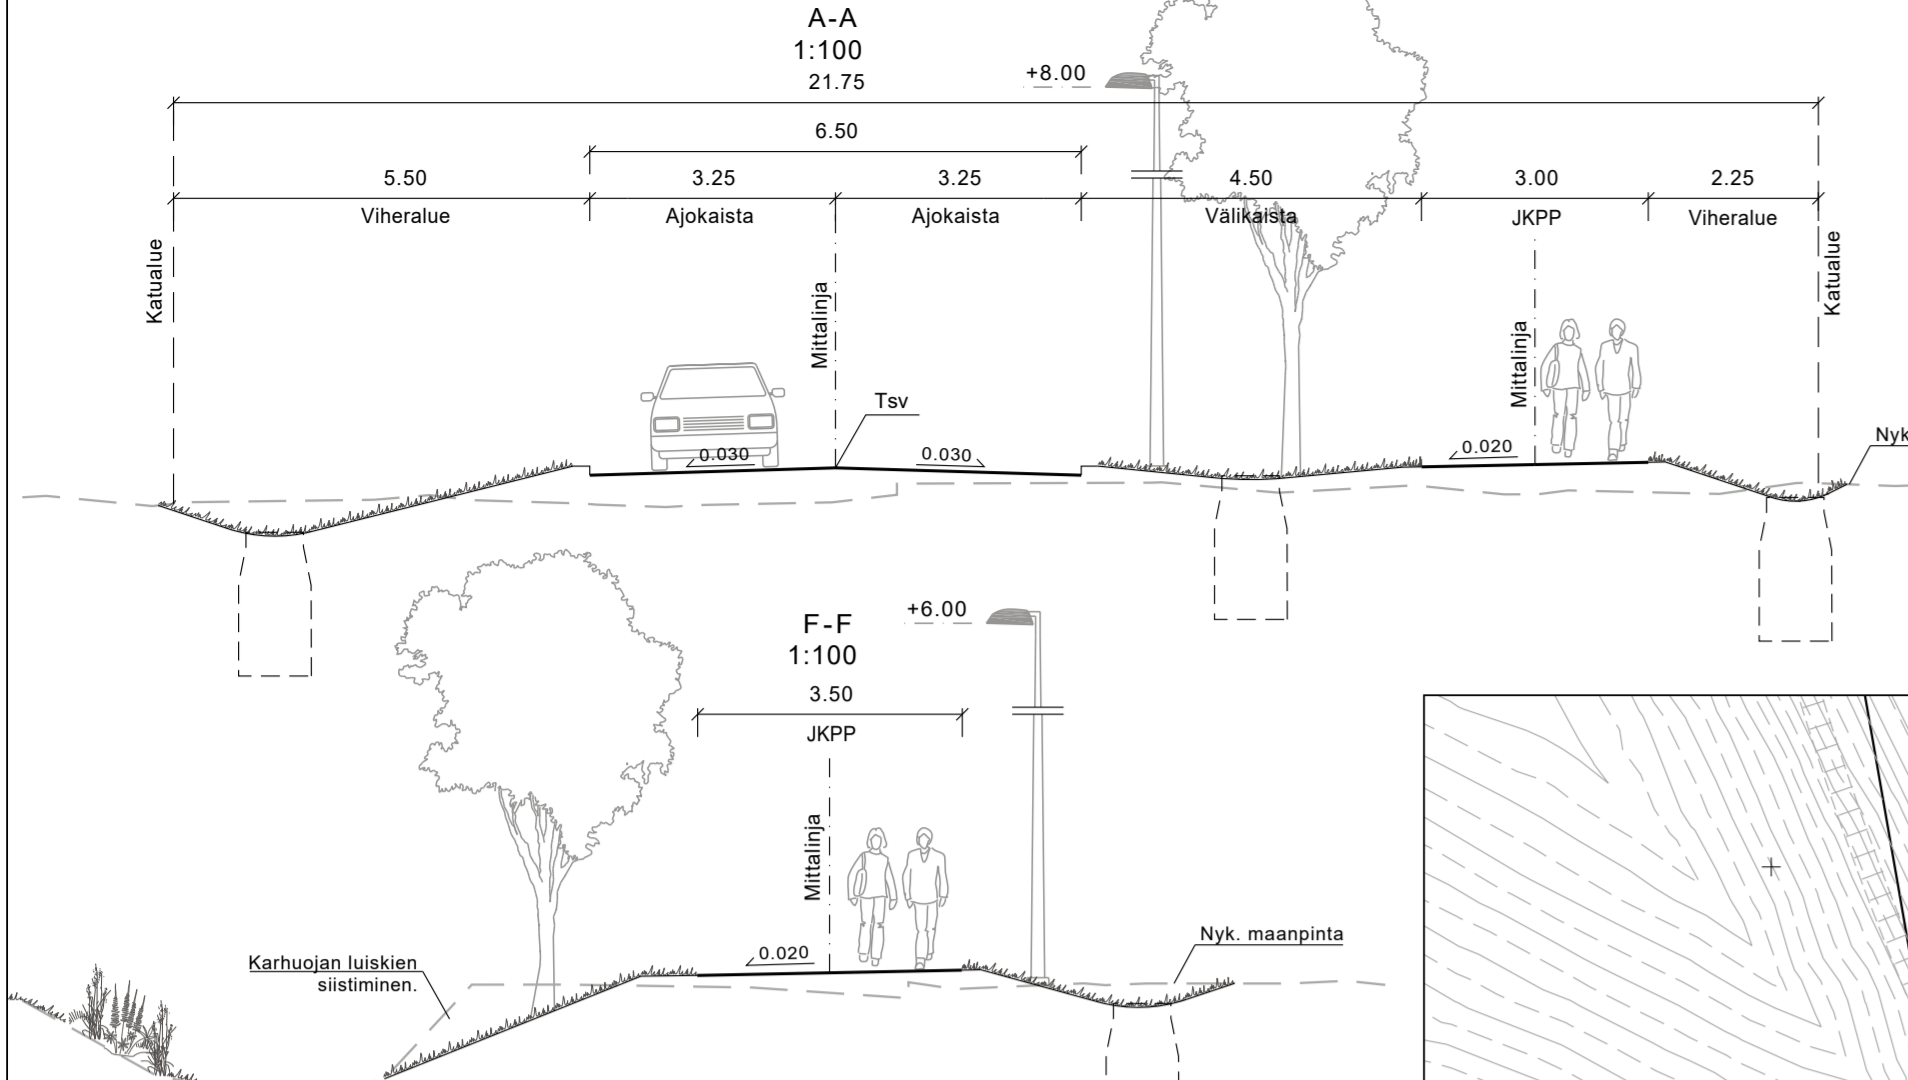 A-A
1:100
21.75
+8.00
6.50
5.50
3.25
3.25
4.50
3.00
2.25
Viheralue
Ajokaista
Ajokaista
Välikaista
JKPP
Viheralue
Katualue
Mittalinja
Mittalinja
Katualue
Tsv
0.030
0.030
0.020
Nyk
F-F
1:100
+6.00
3.50
JKPP
Mittalinja
0.020
Karhuojan luiskien
siistiminen.
Nyk. maanpinta